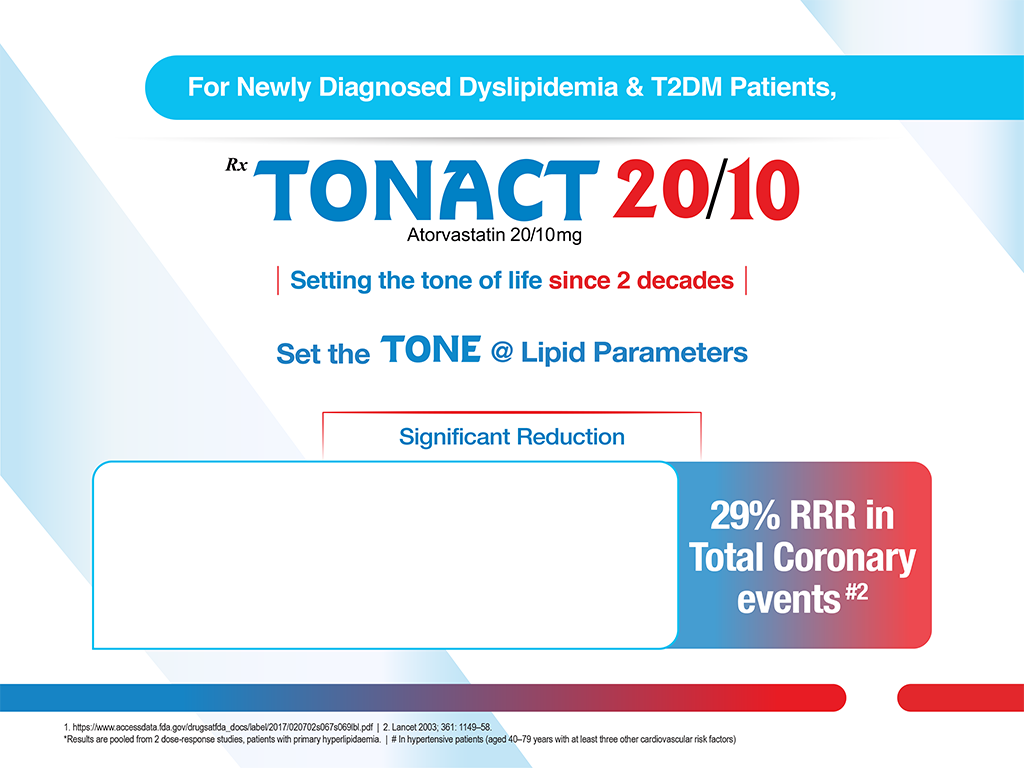 For Newly Diagnosed Dyslipidemia & T2DM Patients,
Rx TONACT 20/10
Atorvastatin 20/10mg
Setting the tone of life since 2 decades
Set the TONE @ Lipid Parameters
Significant Reduction
29% RRR in
Total Coronary
events #2
1. https://www.accessdata.fda.gov/drugsatfda_docs/label/2017/020702s067s069lbl.pdf | 2. Lancet 2003; 361: 1149–58.
*Results are pooled from 2 dose-response studies, patients with primary hyperlipidaemia. | # In hypertensive patients (aged 40–79 years with at least three other cardiovascular risk factors)